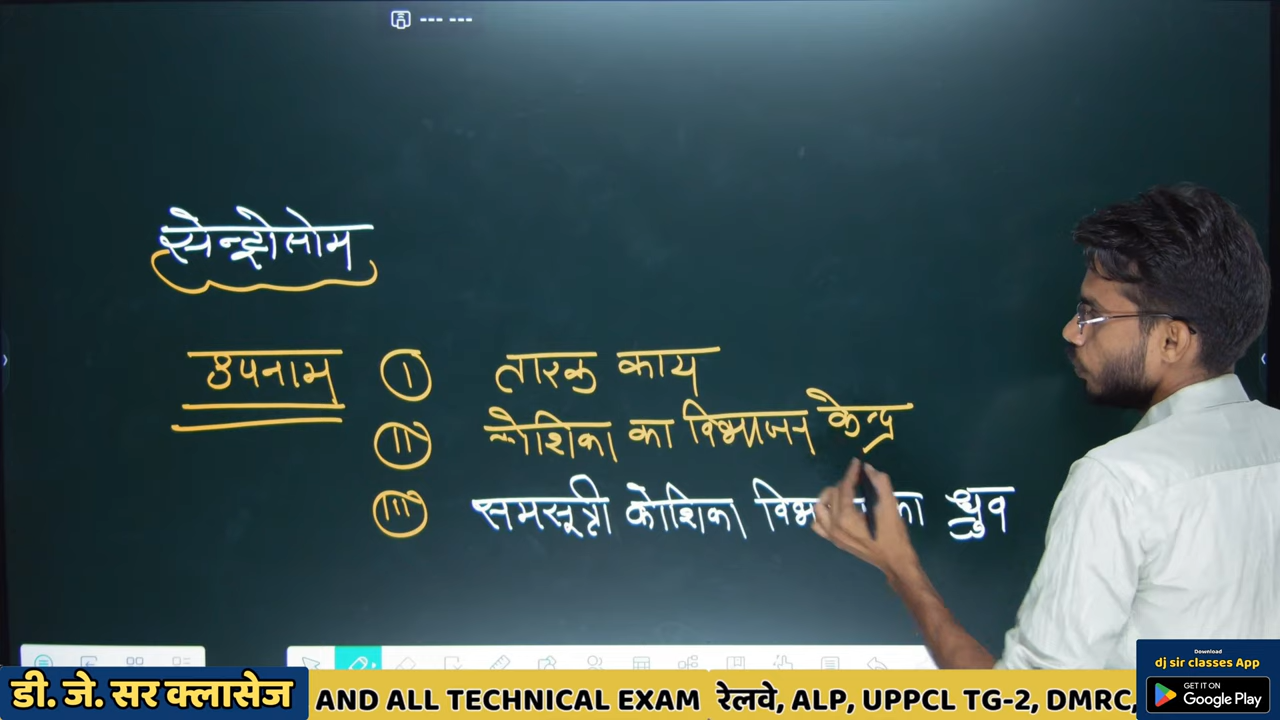 सेन्ट्रोसोम
उपनाम
I तारक काय
II कोशिका का विभाजन केन्द्र
III समसूत्री कोशिका का ध्रुव
Download
dj sir classes App
GET IT ON
Google Play
डी. जे. सर क्लासेज
AND ALL TECHNICAL EXAM रेलवे, ALP, UPPCL TG-2, DMRC,